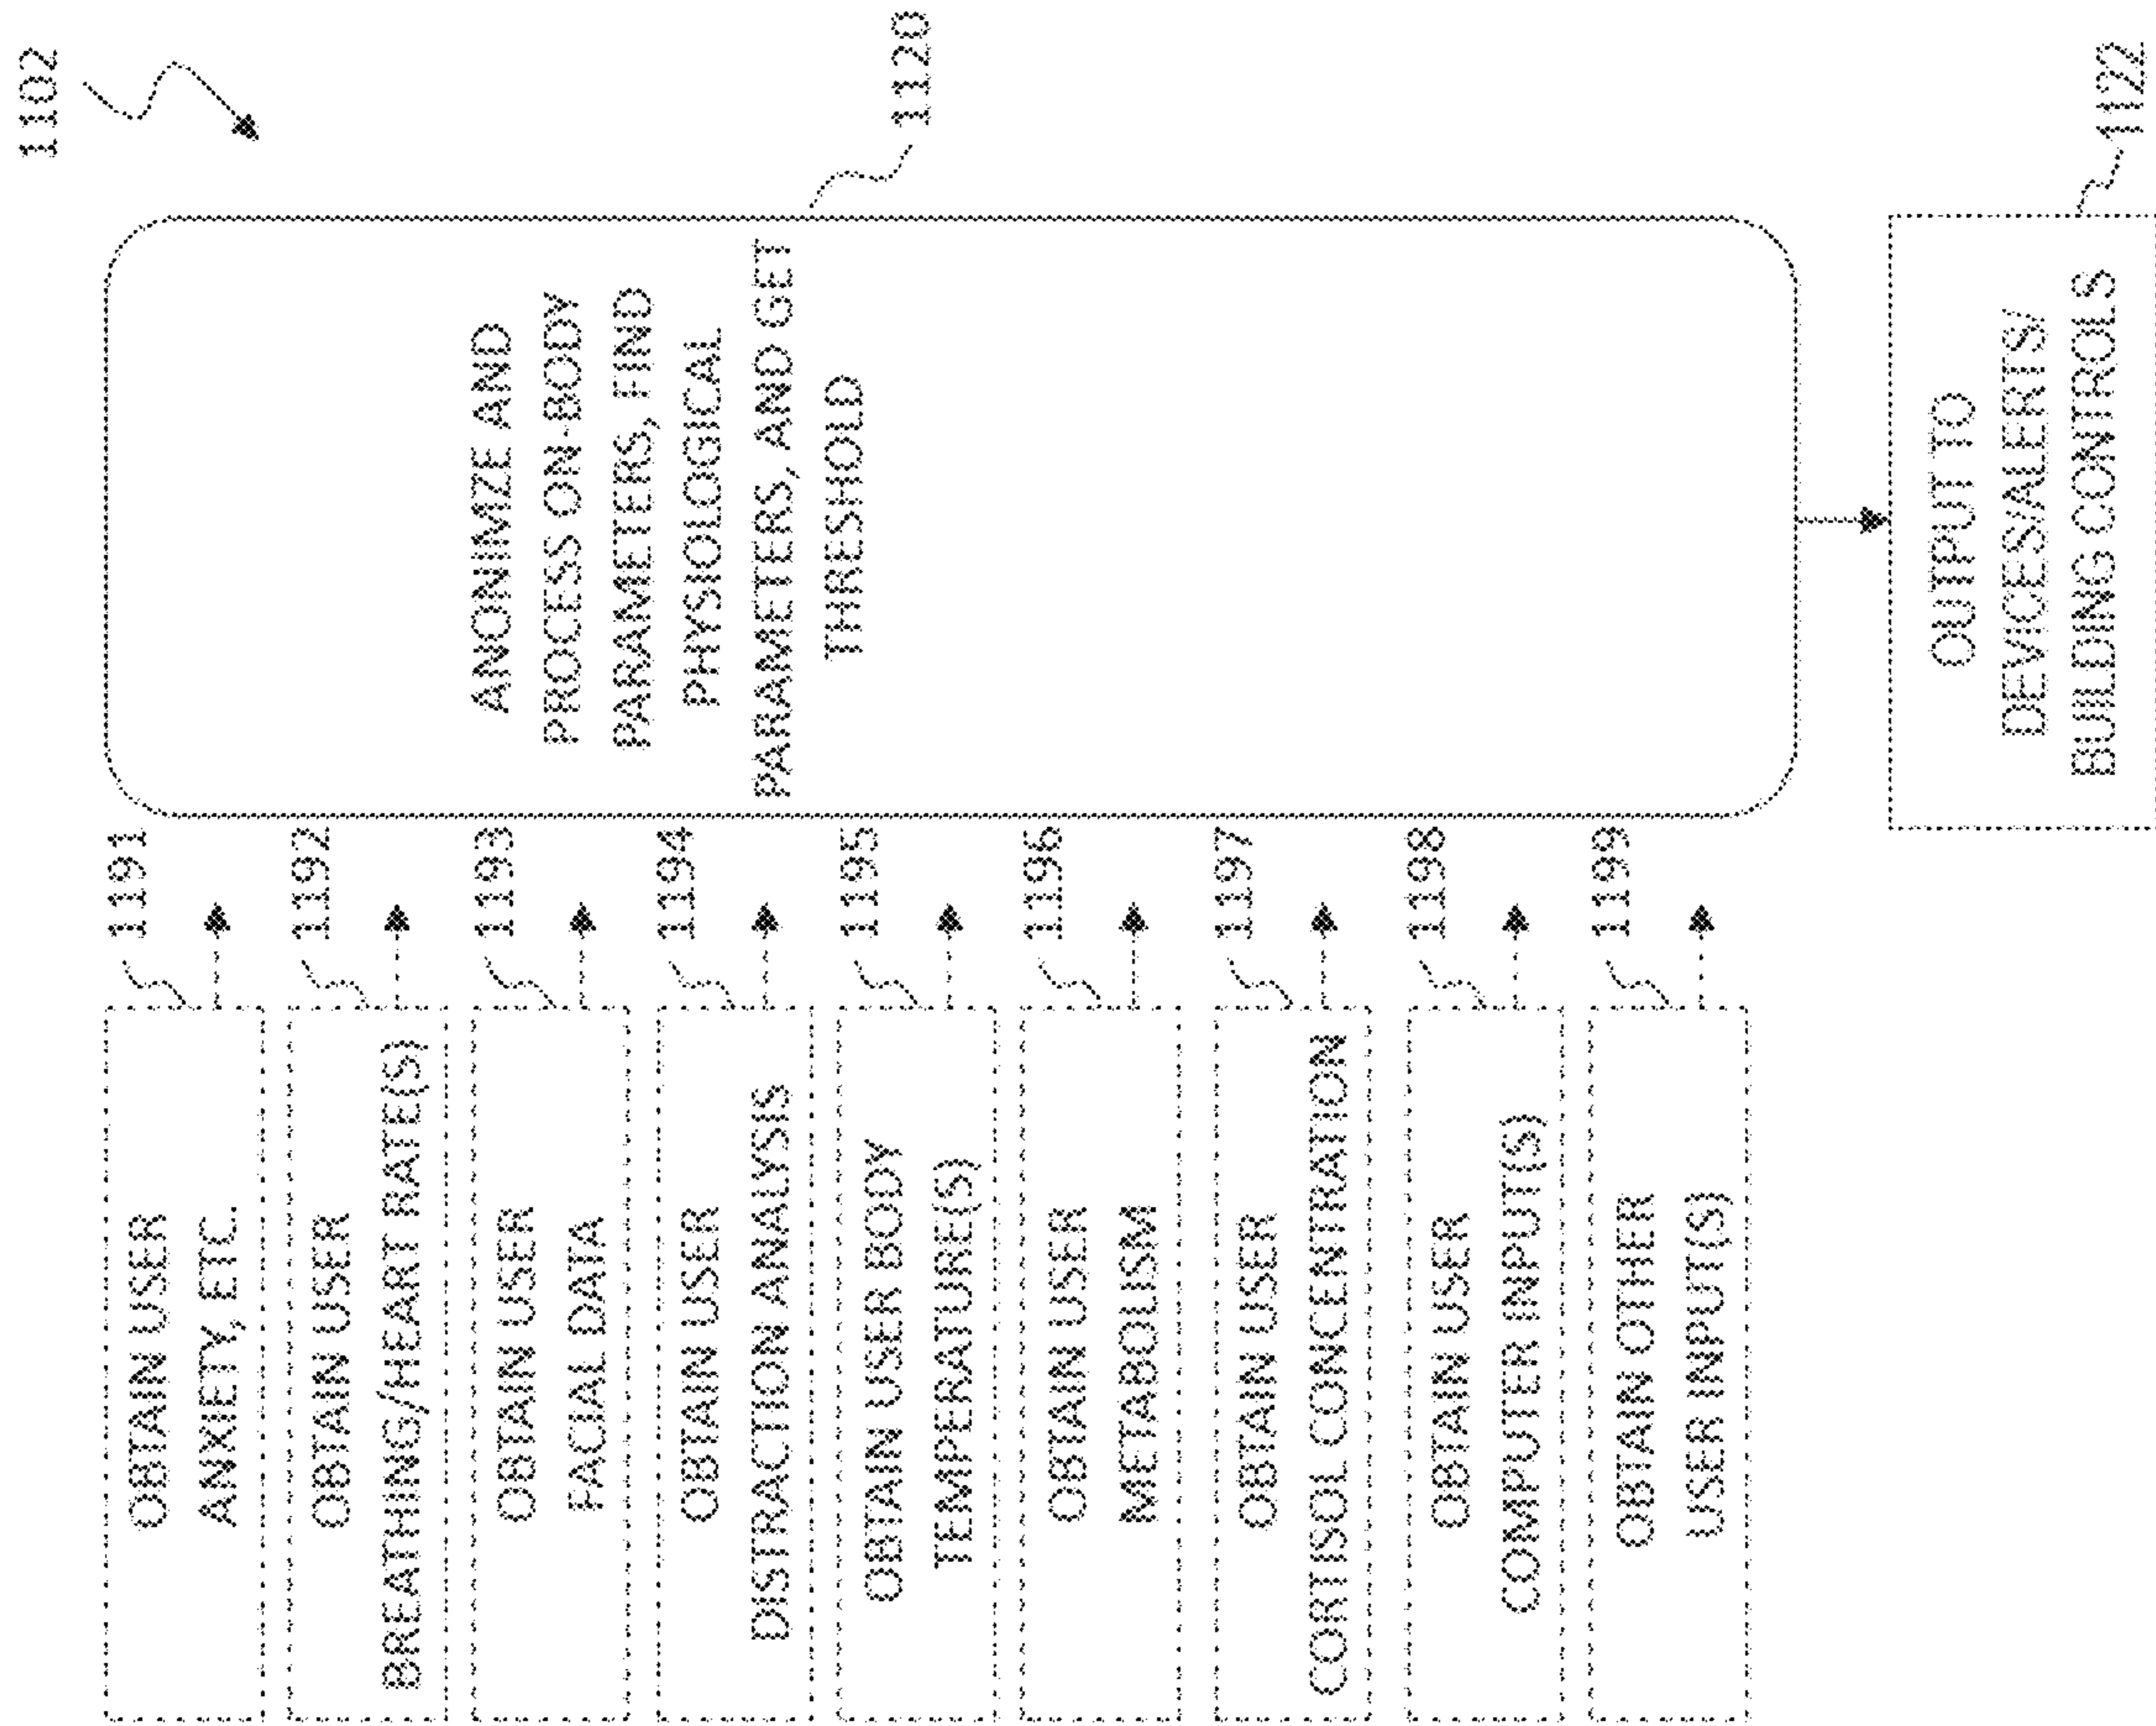 1102
OBTAIN USER
ANXIETY, ETC.
1191
OBTAIN USER
BREATHING/HEART RATE(S)
1192
OBTAIN USER
FACIAL DATA
1193
OBTAIN USER
DISTRACTION ANALYSIS
1194
OBTAIN USER BODY
TEMPERATURE(S)
1195
OBTAIN USER
METABOLISM
1196
OBTAIN USER
CORTISOL CONCENTRATION
1197
OBTAIN USER
COMPUTER INPUT(S)
1198
OBTAIN OTHER
USER INPUT(S)
1199
ANONIMIZE AND
PROCESS ON-BODY
PARAMETERS, FIND
PHYSIOLOGICAL
PARAMETERS, AND GET
THRESHOLD
1120
OUTPUT TO
DEVICES/ALERTS/
BUILDING CONTROLS
1122